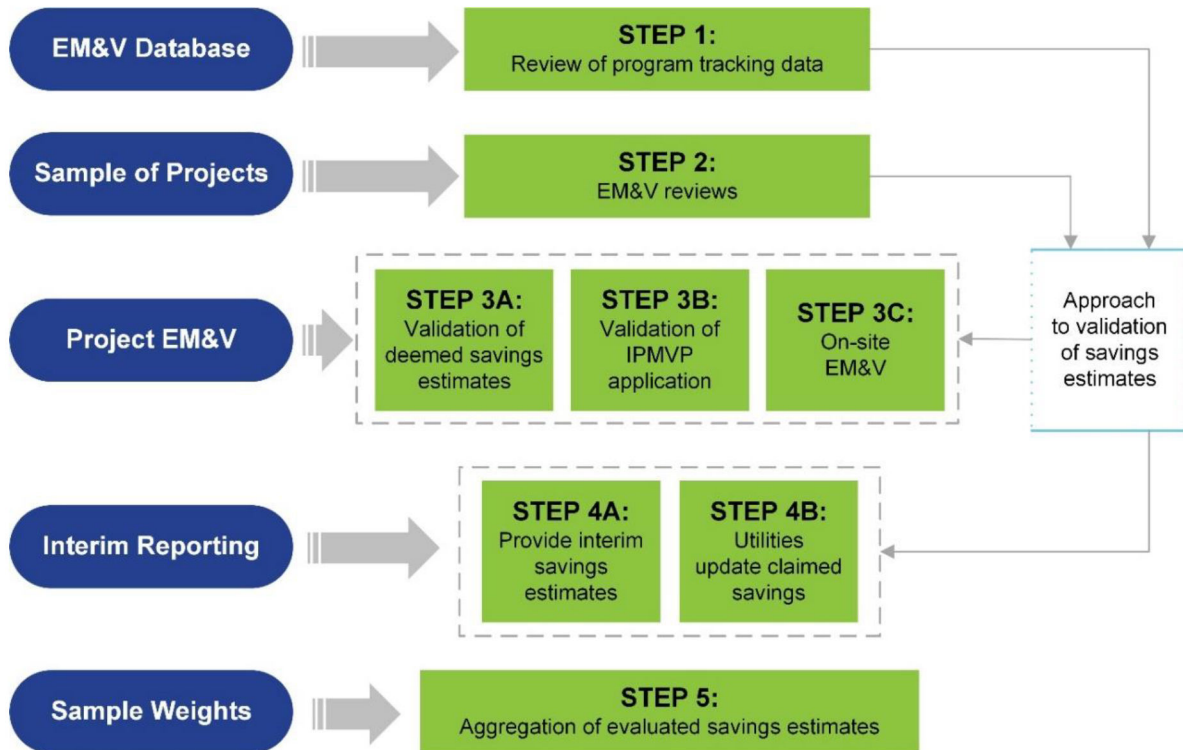 EM&V Database
STEP 1:
Review of program tracking data
Sample of Projects
STEP 2:
EM&V reviews
Project EM&V
STEP 3A:
Validation of
deemed savings
estimates
STEP 3B:
Validation of
IPMVP
application
STEP 3C:
On-site
EM&V
Approach
to validation
of savings
estimates
Interim Reporting
STEP 4A:
Provide interim
savings
estimates
STEP 4B:
Utilities
update claimed
savings
Sample Weights
STEP 5:
Aggregation of evaluated savings estimates